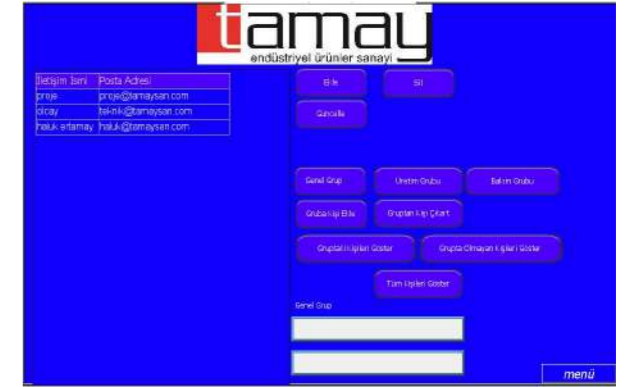 tamay
endüstriyel ürünler sanayi
İletişim İsmi Posta Adresi
proje proje@tamaysan.com
olcay teknik@tamaysan.com
haluk ertamay haluk@tamaysan.com
Ekle Sil
Güncelle
Genel Grup Üretim Grubu Bakım Grubu
Gruba Kişi Ekle Gruptan Kişi Çıkart
Gruptaki Kişileri Göster Grupta Olmayan Kişileri Göster
Tüm Kişileri Göster
Genel Grup
menü